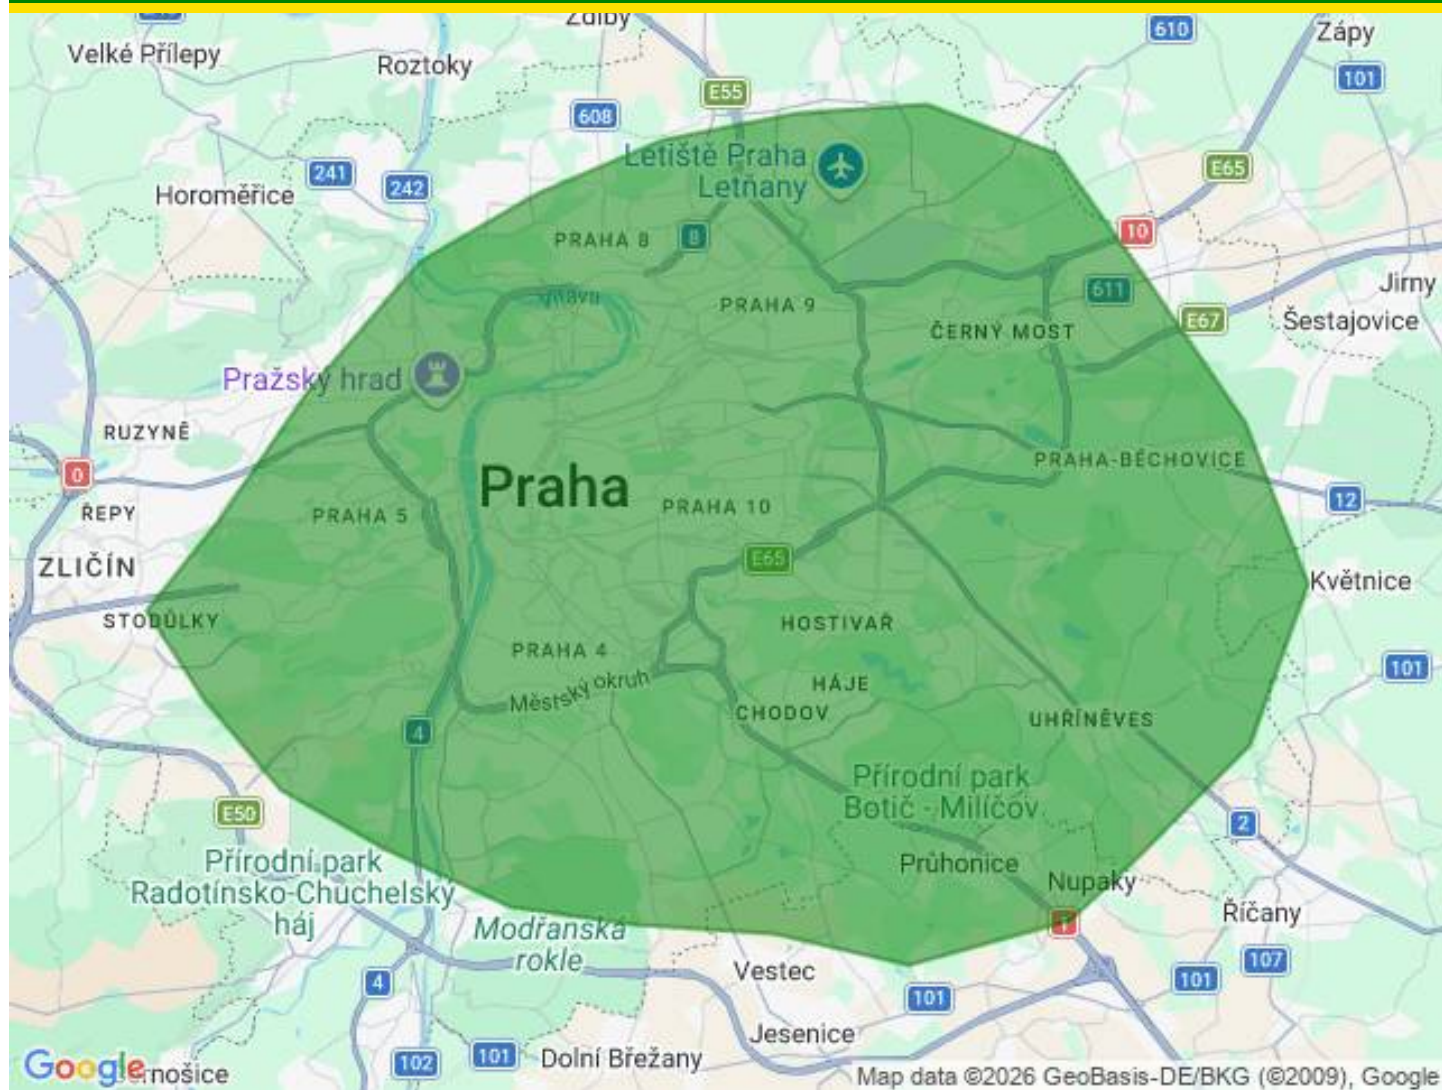 Zdiby
610
Zápy
Velké Přílepy
Roztoky
101
E55
608
Letiště Praha
Letňany
E65
241
242
Horoměřice
10
PRAHA 8
8
Jirny
611
PRAHA 9
E67
Šestajovice
ČERNÝ MOST
Pražský hrad
RUZYNĚ
PRAHA-BĚCHOVICE
0
Praha
12
ŘEPY
PRAHA 5
PRAHA 10
ZLIČÍN
E65
Květnice
STODŮLKY
HOSTIVAŘ
PRAHA 4
101
Městský okruh
HÁJE
CHODOV
UHŘÍNĚVES
4
Přírodní park
Botič - Milíčov
E50
2
Přírodní park
Radotínsko-Chuchelský
háj
Průhonice
Nupaky
Říčany
1
Modřanská
rokle
107
Vestec
4
101
101
Jesenice
101
102
Dolní Břežany
Google
rnošice
Map data ©2026 GeoBasis-DE/BKG (©2009), Google